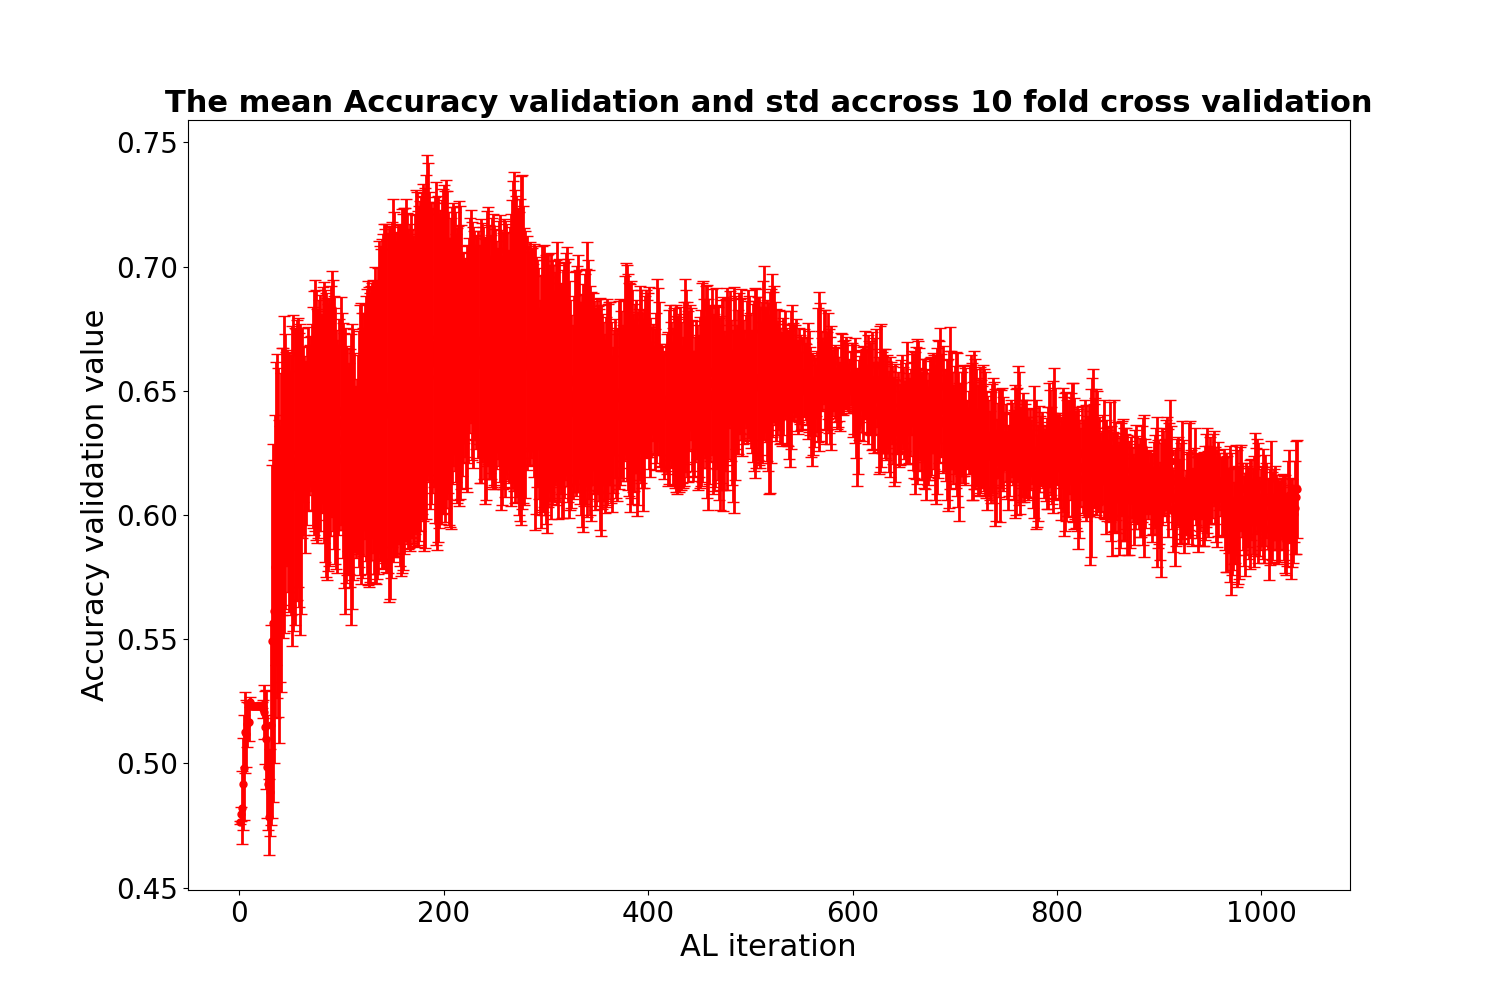 The mean Accuracy validation and std accross 10 fold cross validation
0.75
0.70
0.65
0.60
0.55
0.50
0.45
Accuracy validation value
0 200 400 600 800 1000
AL iteration